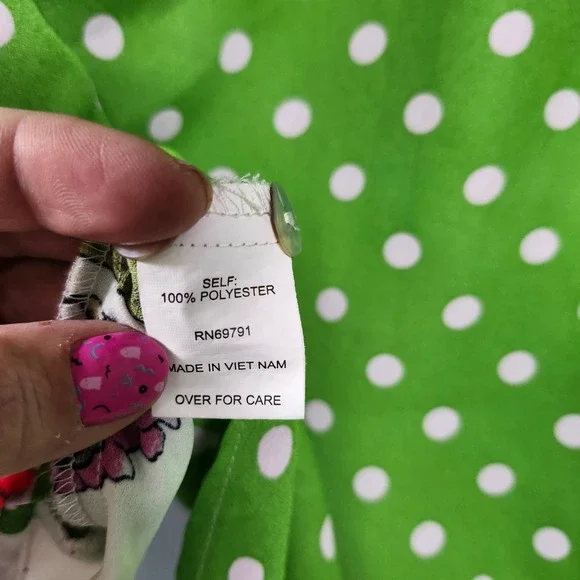 SELF:
100% POLYESTER
RN69791
MADE IN VIET NAM
OVER FOR CARE